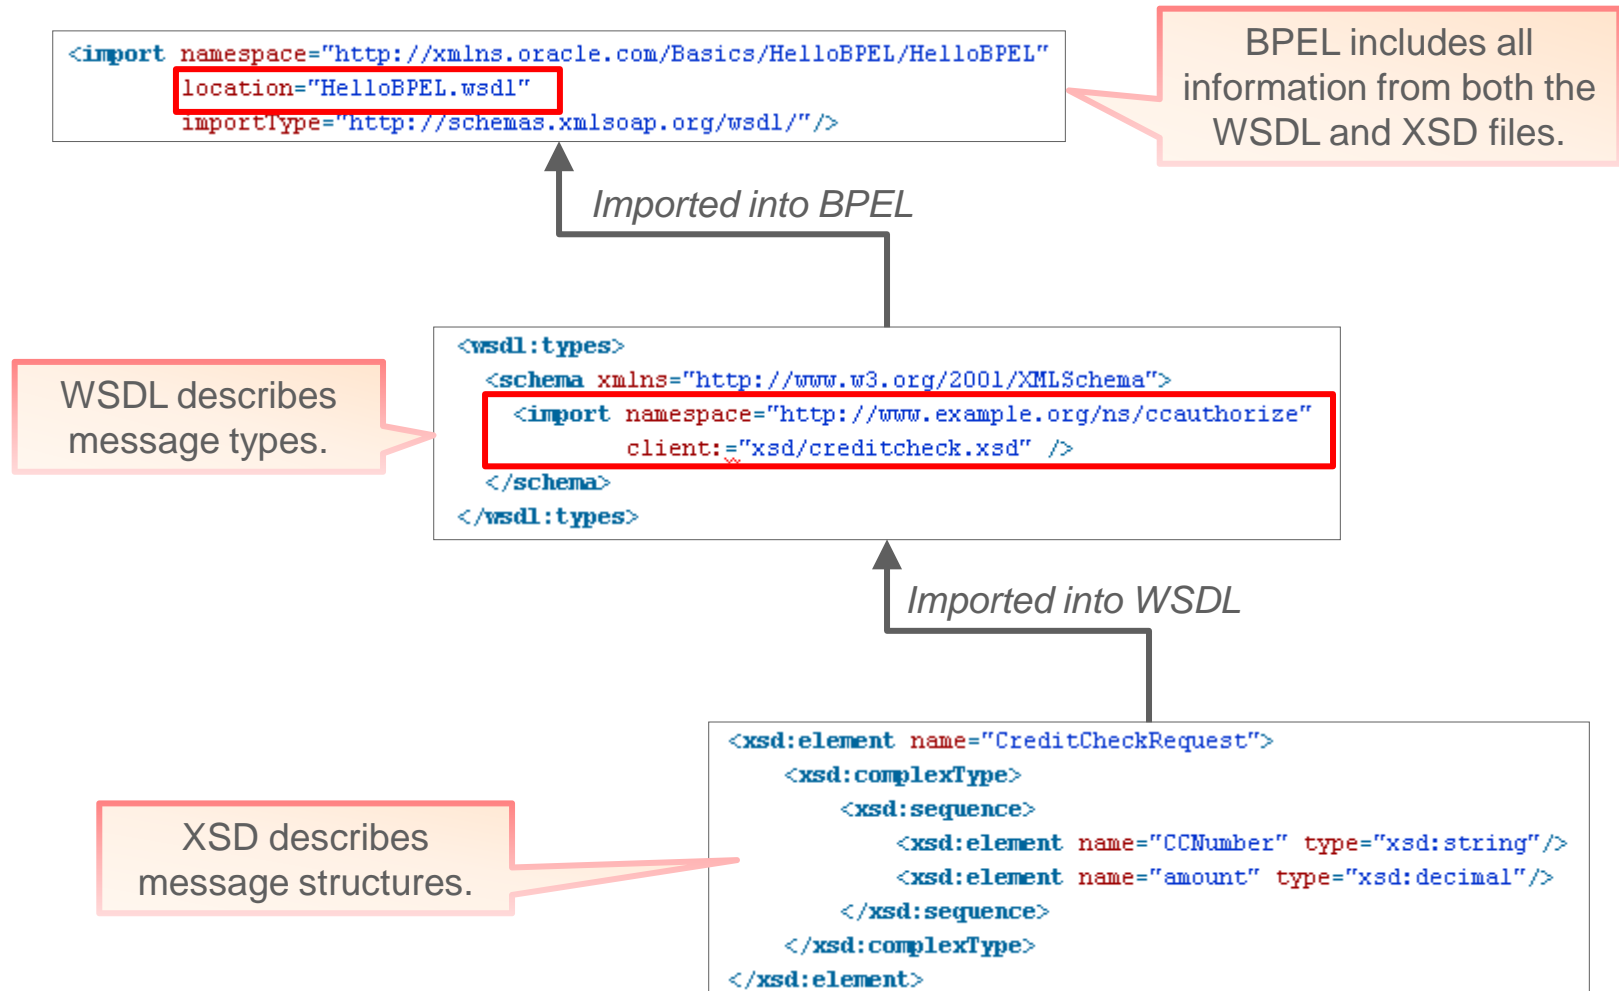 <import namespace="http://xmlns.oracle.com/Basics/HelloBPEL/HelloBPEL"
location="HelloBPEL.wsdl"
importType="http://schemas.xmlsoap.org/wsdl/"/>
BPEL includes all
information from both the
WSDL and XSD files.
Imported into BPEL
WSDL describes
message types.
<wsdl:types>
<schema xmlns="http://www.w3.org/2001/XMLSchema">
<import namespace="http://www.example.org/ns/ccauthorize"
client:="xsd/creditcheck.xsd" />
</schema>
</wsdl:types>
Imported into WSDL
XSD describes
message structures.
<xsd:element name="CreditCheckRequest">
<xsd:complexType>
<xsd:sequence>
<xsd:element name="CCNumber" type="xsd:string"/>
<xsd:element name="amount" type="xsd:decimal"/>
</xsd:sequence>
</xsd:complexType>
</xsd:element>